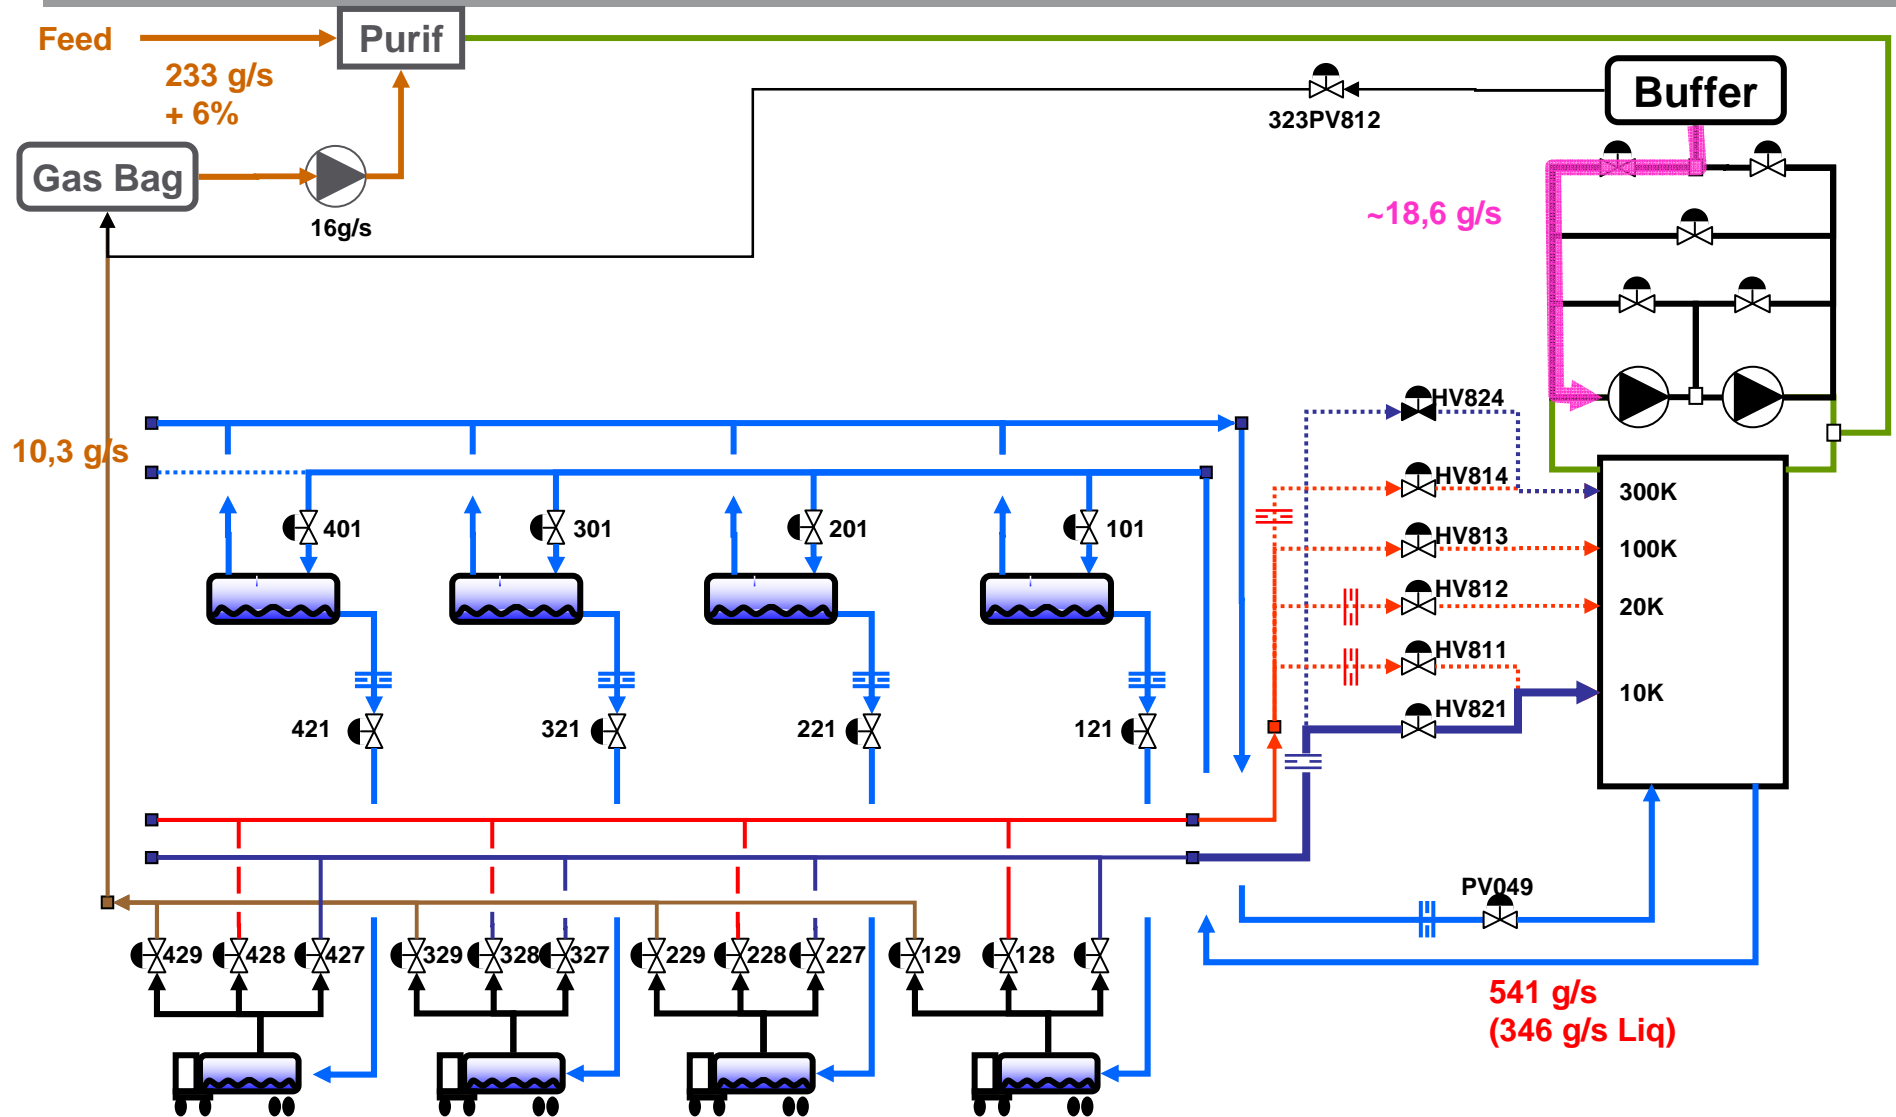 Feed
Purif
233 g/s
+ 6%
Buffer
323PV812
Gas Bag
16g/s
~18,6 g/s
10,3 g/s
HV824
HV814
300K
401
301
201
101
HV813
100K
HV812
20K
HV811
10K
HV821
421
321
221
121
PV049
429
428
427
329
328
327
229
228
227
129
128
541 g/s
(346 g/s Liq)